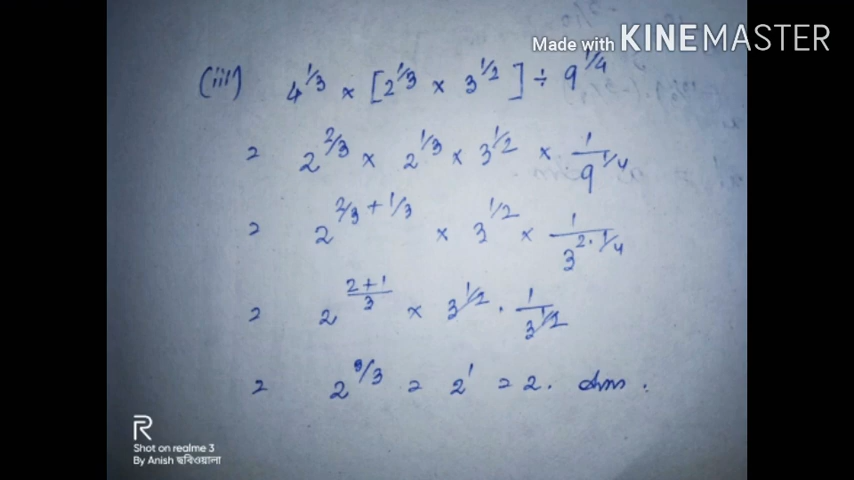 Made with KINEMASTER
(iii) 4^1/3 × [2^1/3 × 3^1/2] ÷ 9^1/4
= 2^2/3 × 2^1/3 × 3^1/2 × 1/9^1/4
= 2^2/3 + 1/3 × 3^1/2 × 1/3^2·1/4
= 2^(2+1)/3 × 3^1/2 · 1/3^1/2
= 2^3/3 = 2^1 = 2. Ans.
R
Shot on realme 3
By Anish ছবিওয়ালা